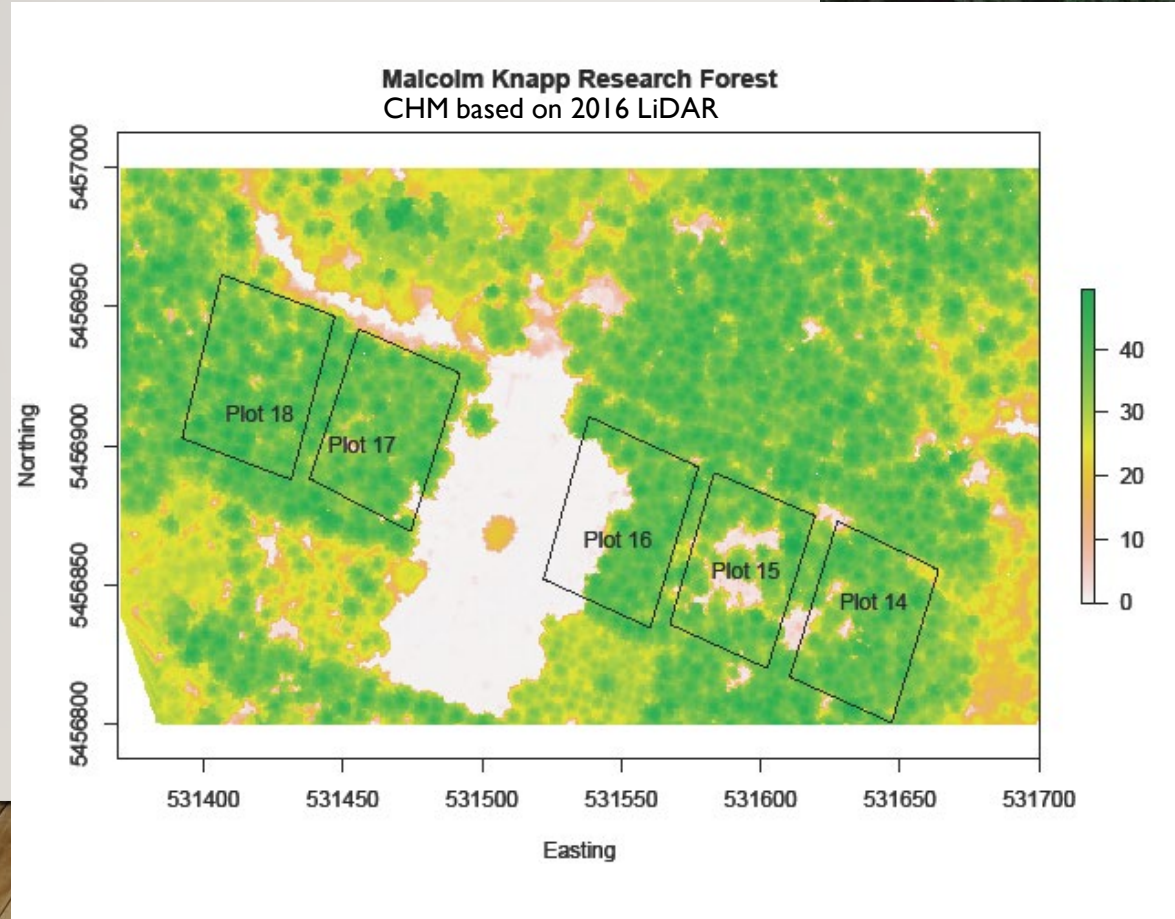 Malcolm Knapp Research Forest
CHM based on 2016 LiDAR
Northing
5457000
5456950
5456900
5456850
5456800
Plot 18
Plot 17
Plot 16
Plot 15
Plot 14
40
30
20
10
0
531400 531450 531500 531550 531600 531650 531700
Easting